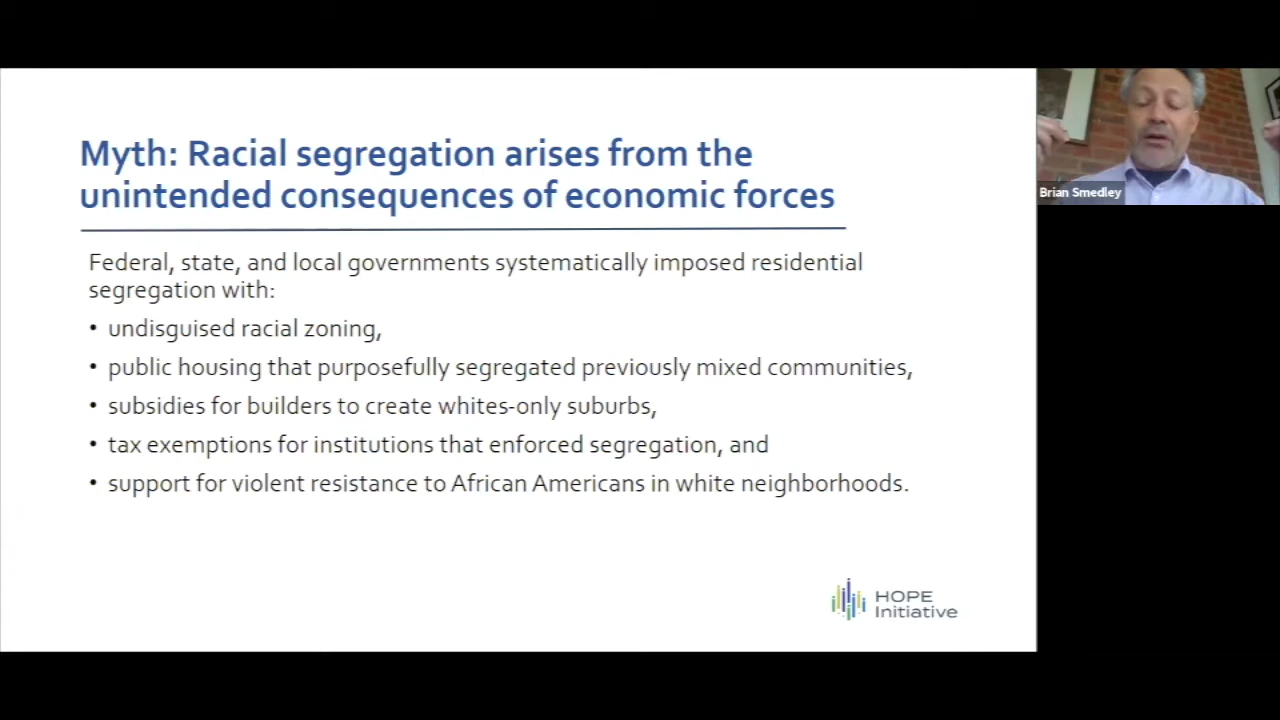 Myth: Racial segregation arises from the
unintended consequences of economic forces
Federal, state, and local governments systematically imposed residential
segregation with:
• undisguised racial zoning,
• public housing that purposefully segregated previously mixed communities,
• subsidies for builders to create whites-only suburbs,
• tax exemptions for institutions that enforced segregation, and
• support for violent resistance to African Americans in white neighborhoods.
HOPE
Initiative
Brian Smedley